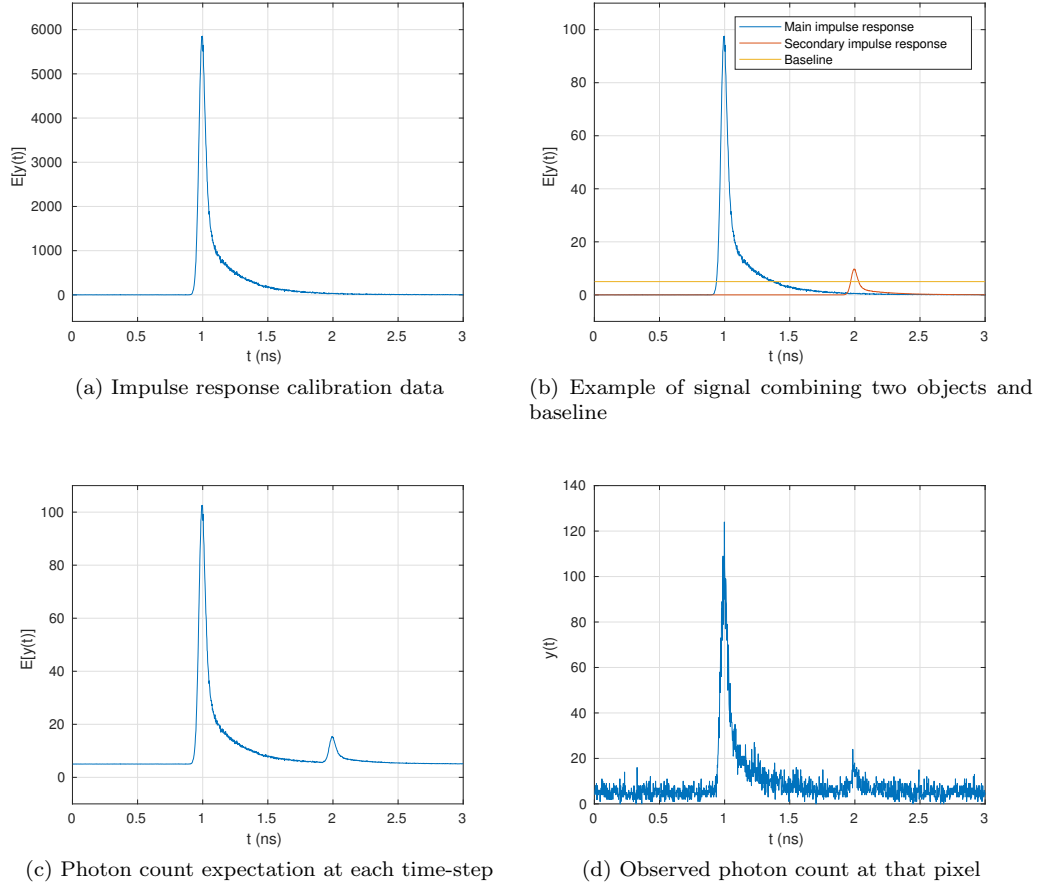 6000
5000
4000
3000
2000
1000
0
E[y(t)]
0 0.5 1 1.5 2 2.5 3
t (ns)
(a) Impulse response calibration data
100
80
60
40
20
0
E[y(t)]
Main impulse response
Secondary impulse response
Baseline
0 0.5 1 1.5 2 2.5 3
t (ns)
(b) Example of signal combining two objects and
baseline
100
80
60
40
20
0
E[y(t)]
0 0.5 1 1.5 2 2.5 3
t (ns)
(c) Photon count expectation at each time-step
140
120
100
80
60
40
20
0
y(t)
0 0.5 1 1.5 2 2.5 3
t (ns)
(d) Observed photon count at that pixel